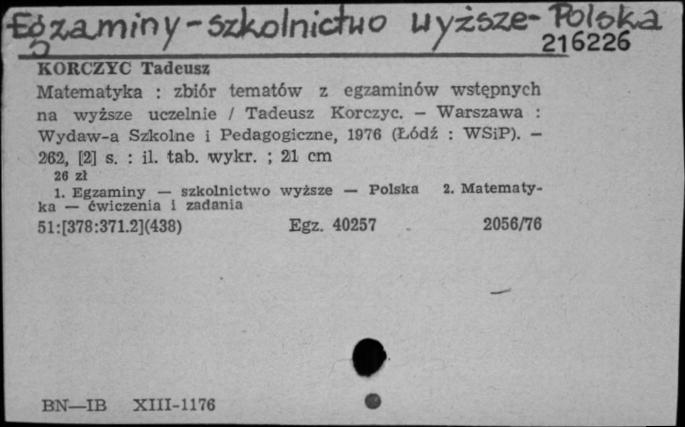 Egzaminy - szkolnictwo wyższe - Polska
216226
KORCZYC Tadeusz
Matematyka : zbiór tematów z egzaminów wstępnych
na wyższe uczelnie / Tadeusz Korczyc. — Warszawa :
Wydaw-a Szkolne i Pedagogiczne, 1976 (Łódź : WSiP). —
262, [2] s. : il. tab. wykr. ; 21 cm
26 zł
1. Egzaminy — szkolnictwo wyższe — Polska 2. Matematy-
ka — ćwiczenia i zadania
51:[378:371.2](438) Egz. 40257 2056/76
BN—IB XIII-1176